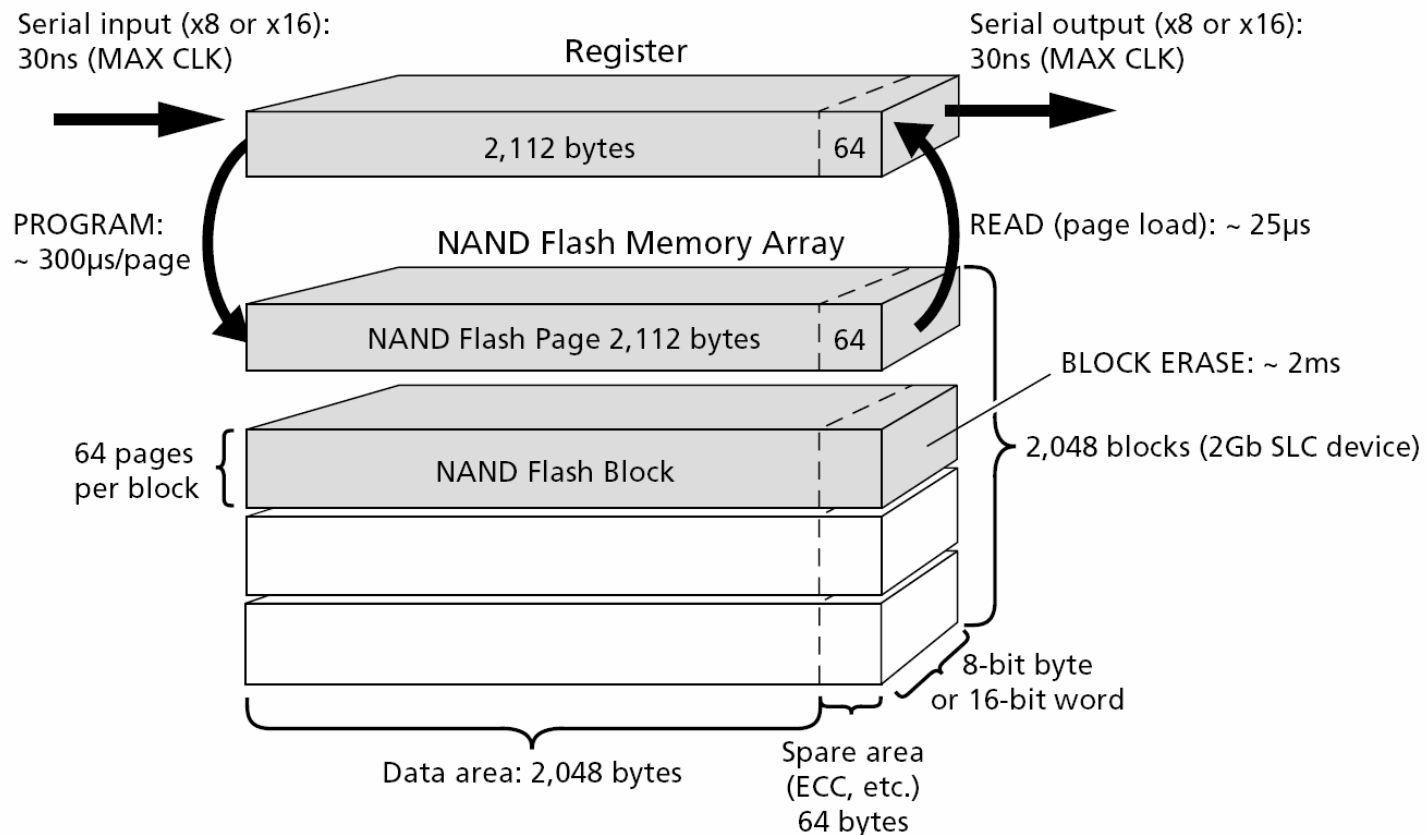 Serial input (x8 or x16):
30ns (MAX CLK)
Register
Serial output (x8 or x16):
30ns (MAX CLK)
2,112 bytes
64
PROGRAM:
~ 300µs/page
READ (page load): ~ 25µs
NAND Flash Memory Array
NAND Flash Page 2,112 bytes
64
BLOCK ERASE: ~ 2ms
64 pages
per block
NAND Flash Block
2,048 blocks (2Gb SLC device)
8-bit byte
or 16-bit word
Data area: 2,048 bytes
Spare area
(ECC, etc.)
64 bytes